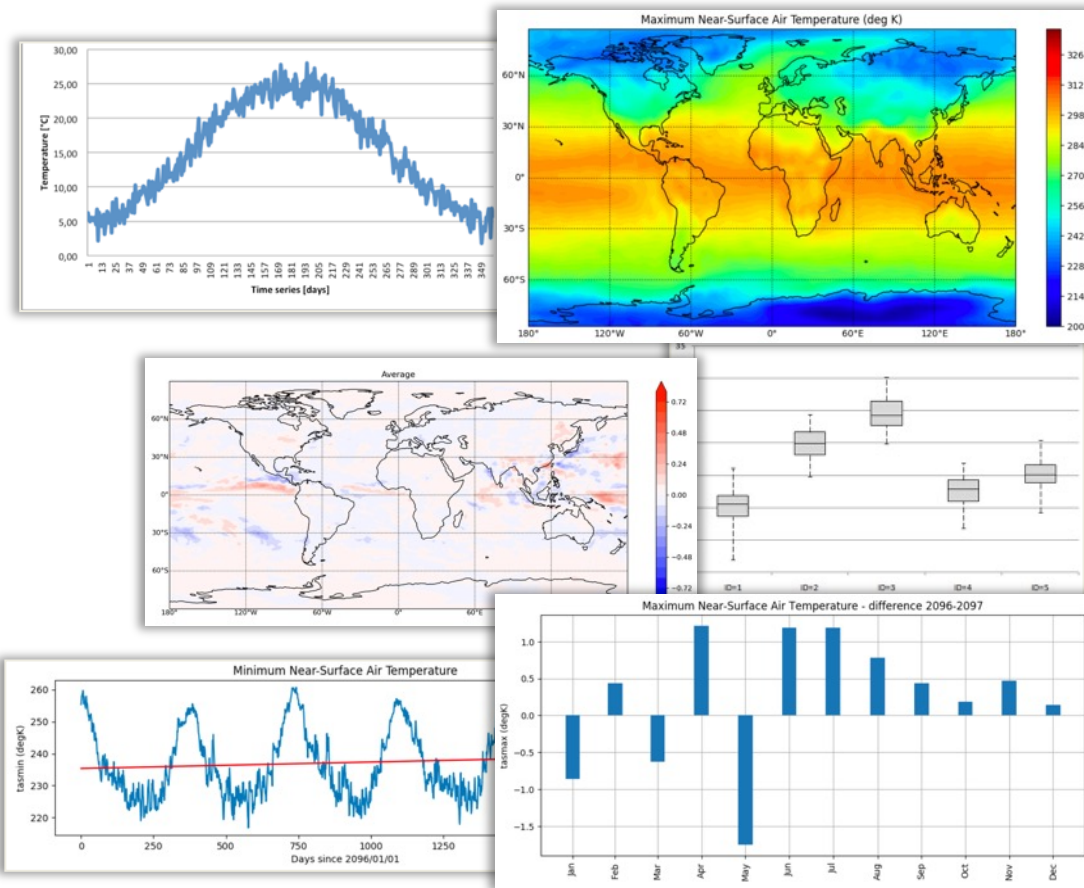 30,00
25,00
20,00
15,00
10,00
5,00
0,00
Temperature [°C]
1 13 25 37 49 61 73 85 97 109 121 133 145 157 169 181 193 205 217 229 241 253 265 277 289 301 313 325 337 349
Time series [days]
Maximum Near-Surface Air Temperature (deg K)
60°N
30°N
0°
30°S
60°S
180° 120°W 60°W 0° 60°E 120°E 180°
326
312
298
284
270
256
242
228
214
200
Average
60°N
30°N
0°
30°S
60°S
180° 120°W 60°W 0° 60°E
0.72
0.48
0.24
0.00
−0.24
−0.48
−0.72
35
ID=1 ID=2 ID=3 ID=4 ID=5
Minimum Near-Surface Air Temperature
tasmin (degK)
260
250
240
230
220
0 250 500 750 1000 1250
Days since 2096/01/01
Maximum Near-Surface Air Temperature - difference 2096-2097
tasmax (degK)
1.0
0.5
0.0
−0.5
−1.0
−1.5
Jan Feb Mar Apr May Jun Jul Aug Sep Oct Nov Dec